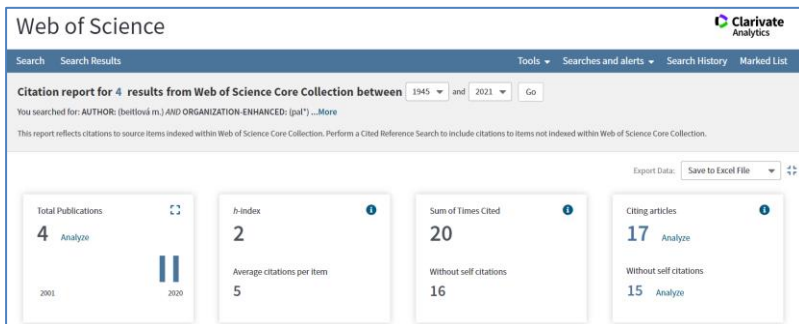 Web of Science
Clarivate
Analytics
Search Search Results Tools Searches and alerts Search History Marked List
Citation report for 4 results from Web of Science Core Collection between 1945 and 2021 Go
You searched for: AUTHOR: (beitlová m.) AND ORGANIZATION-ENHANCED: (pal*) ...More
This report reflects citations to source items indexed within Web of Science Core Collection. Perform a Cited Reference Search to include citations to items not indexed within Web of Science Core Collection.
Export Data: Save to Excel File
Total Publications
4 Analyze
2001 2020
h-index
2
Average citations per item
5
Sum of Times Cited
20
Without self citations
16
Citing articles
17 Analyze
Without self citations
15 Analyze